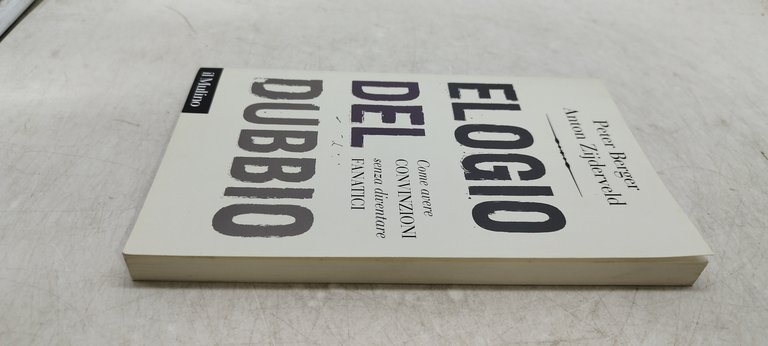 Peter Berger
Anton Zijderveld
ELOGIO
DEL
Come avere
CONVINZIONI
senza diventare
FANATICI
DUBBIO
il Mulino